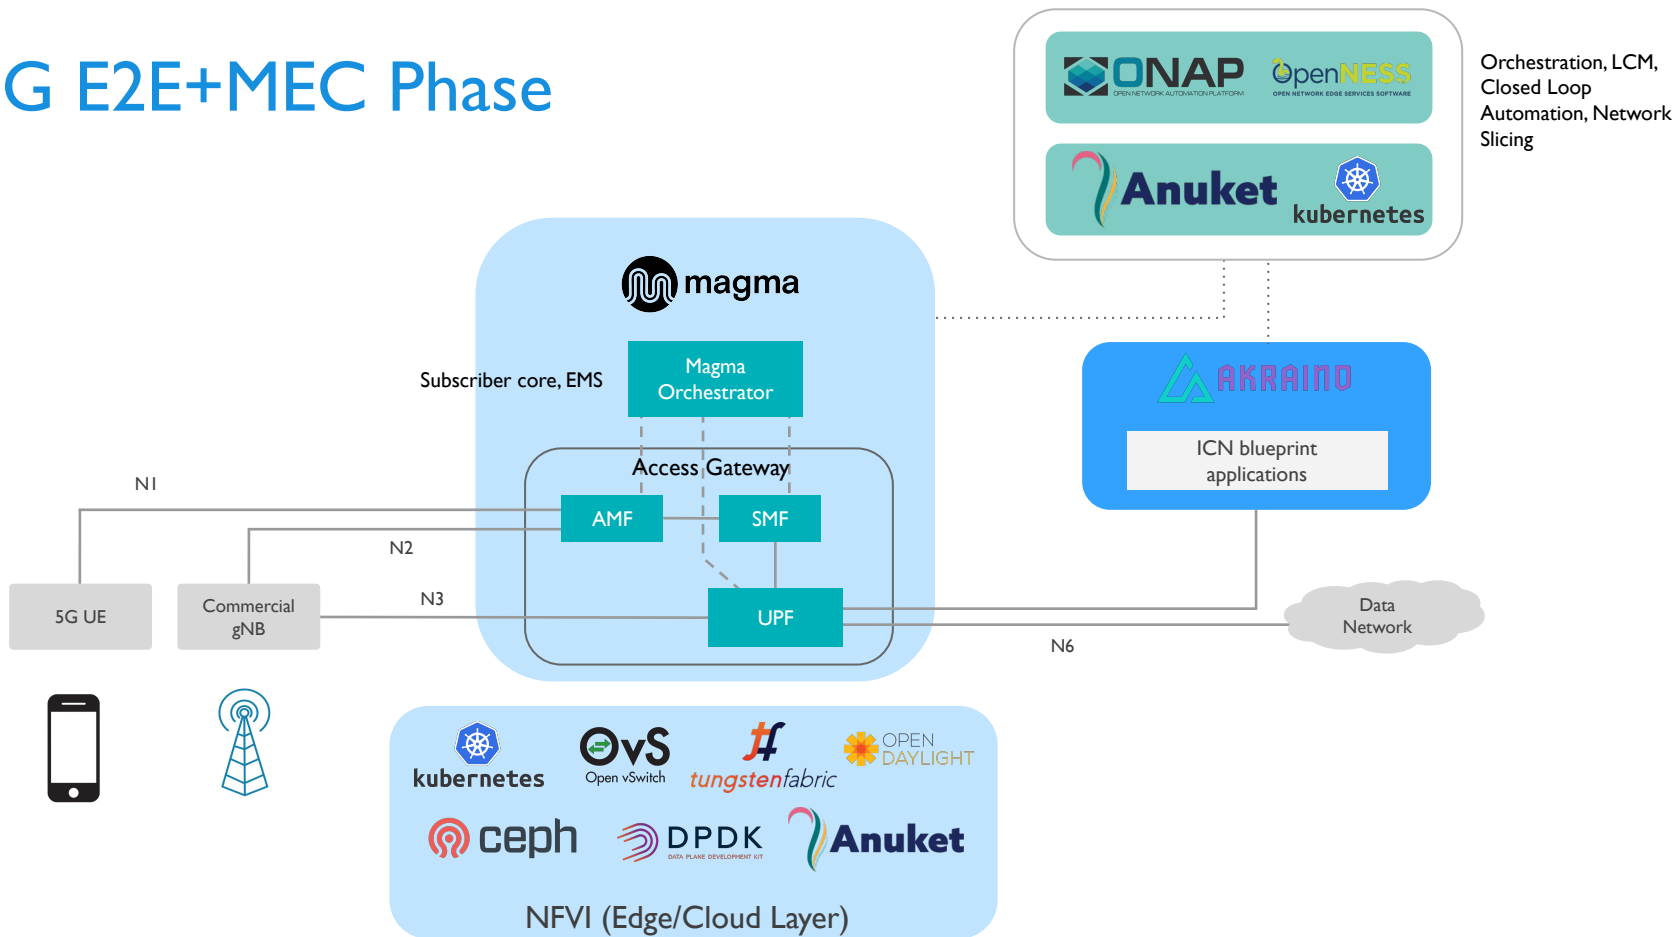 G E2E+MEC Phase
ONAP
OPEN NETWORK AUTOMATION PLATFORM
OpenNESS
OPEN NETWORK EDGE SERVICES SOFTWARE
Orchestration, LCM,
Closed Loop
Automation, Network
Slicing
Anuket
kubernetes
magma
Magma
Orchestrator
Subscriber core, EMS
AKRAINO
ICN blueprint
applications
Access Gateway
N1
AMF
SMF
N2
N3
5G UE
Commercial
gNB
UPF
N6
Data
Network
kubernetes
OvS
Open vSwitch
tf
tungstenfabric
OPEN
DAYLIGHT
ceph
DPDK
DATA PLANE DEVELOPMENT KIT
Anuket
NFVI (Edge/Cloud Layer)